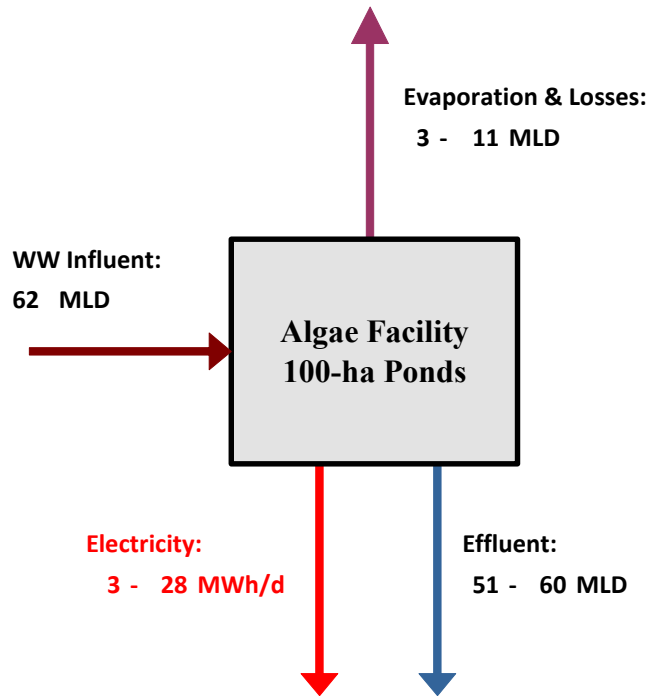 Evaporation & Losses:
3 - 11 MLD
WW Influent:
62 MLD
Algae Facility
100-ha Ponds
Electricity:
3 - 28 MWh/d
Effluent:
51 - 60 MLD